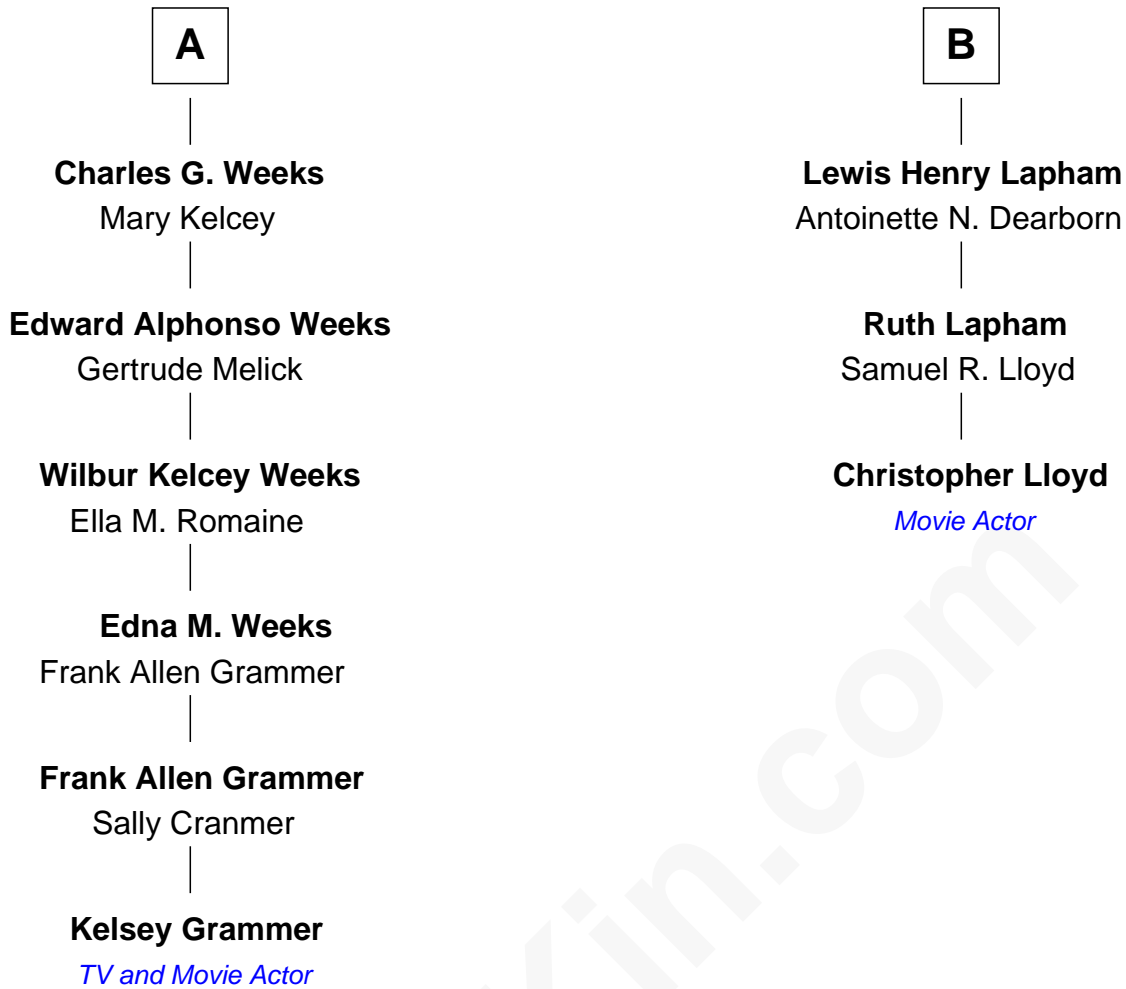 A
Charles G. Weeks
Mary Kelcey
Edward Alphonso Weeks
Gertrude Melick
Wilbur Kelcey Weeks
Ella M. Romaine
Edna M. Weeks
Frank Allen Grammer
Frank Allen Grammer
Sally Cranmer
Kelsey Grammer
TV and Movie Actor
B
Lewis Henry Lapham
Antoinette N. Dearborn
Ruth Lapham
Samuel R. Lloyd
Christopher Lloyd
Movie Actor
in.com